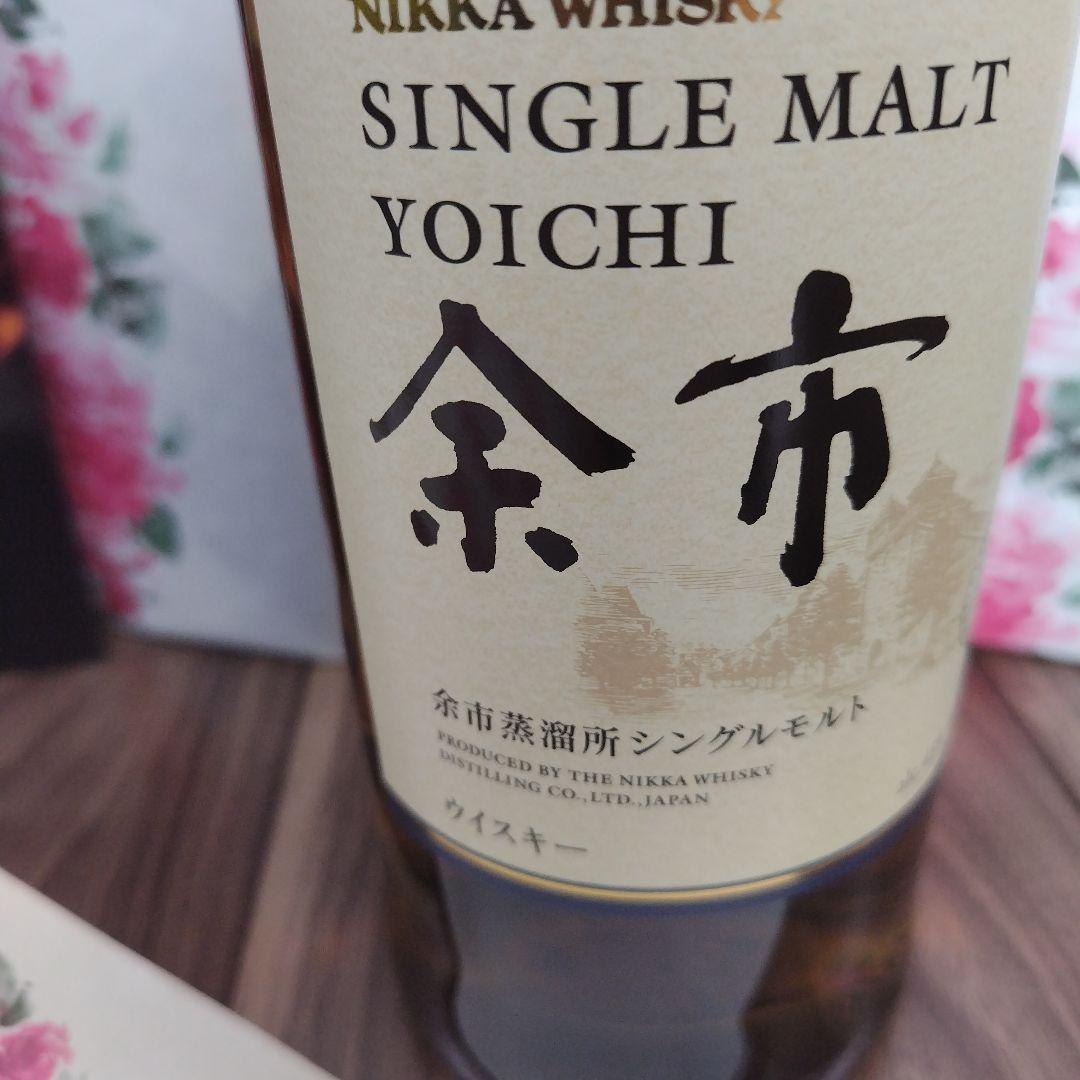 NIKKA WHISKY
SINGLE MALT
YOICHI
余市
余市蒸溜所シングルモルト
PRODUCED BY THE NIKKA WHISKY
DISTILLING CO.,LTD.,JAPAN
ウイスキー